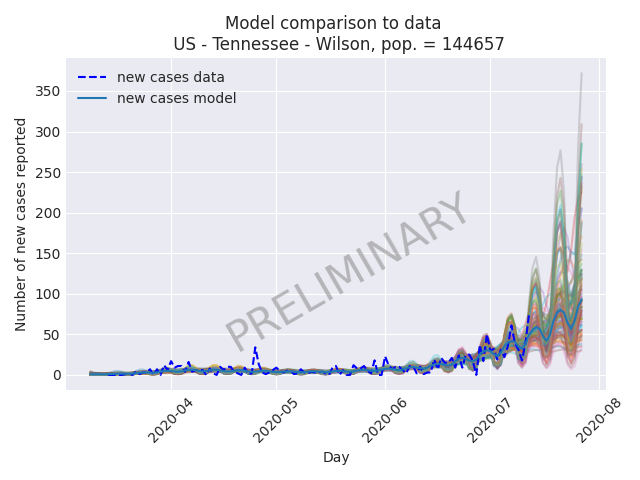 Model comparison to data
US - Tennessee - Wilson, pop. = 144657
new cases data
new cases model
PRELIMINARY
Number of new cases reported
350
300
250
200
150
100
50
0
2020-04
2020-05
2020-06
2020-07
2020-08
Day